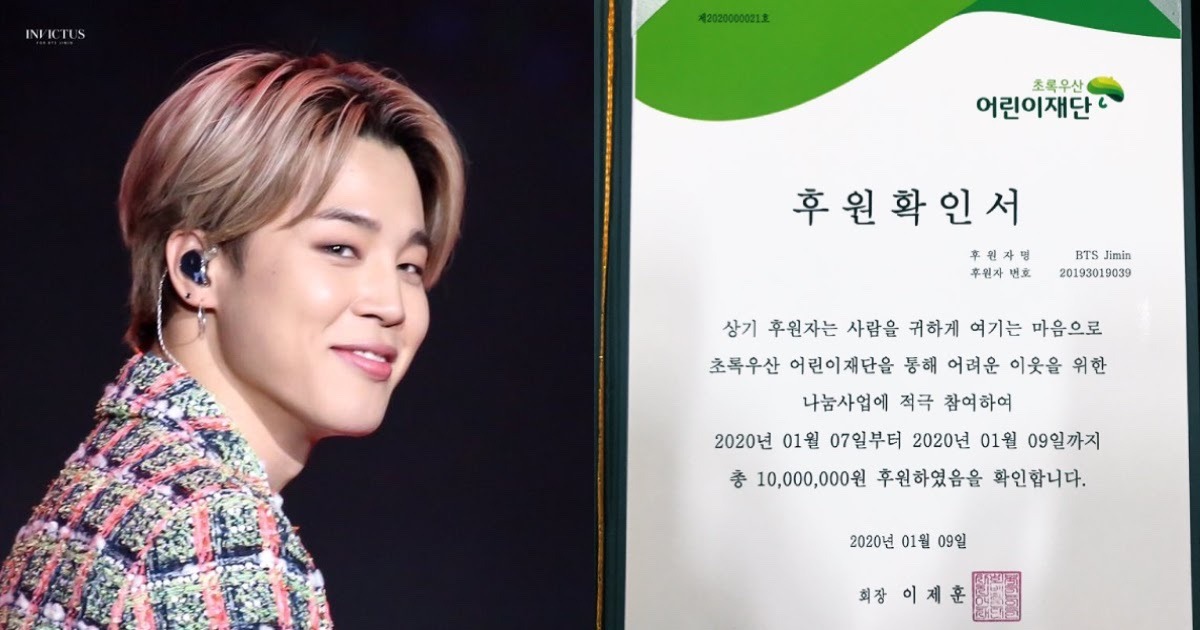 INVICTUS
FOR BTS JIMIN
제2020000021호
초록우산
어린이재단
후원확인서
후 원 자 명 BTS Jimin
후원자 번호 20193019039
상기 후원자는 사람을 귀하게 여기는 마음으로
초록우산 어린이재단을 통해 어려운 이웃을 위한
나눔사업에 적극 참여하여
2020년 01월 07일부터 2020년 01월 09일까지
총 10,000,000원 후원하였음을 확인합니다.
2020년 01월 09일
회장 이 제 훈